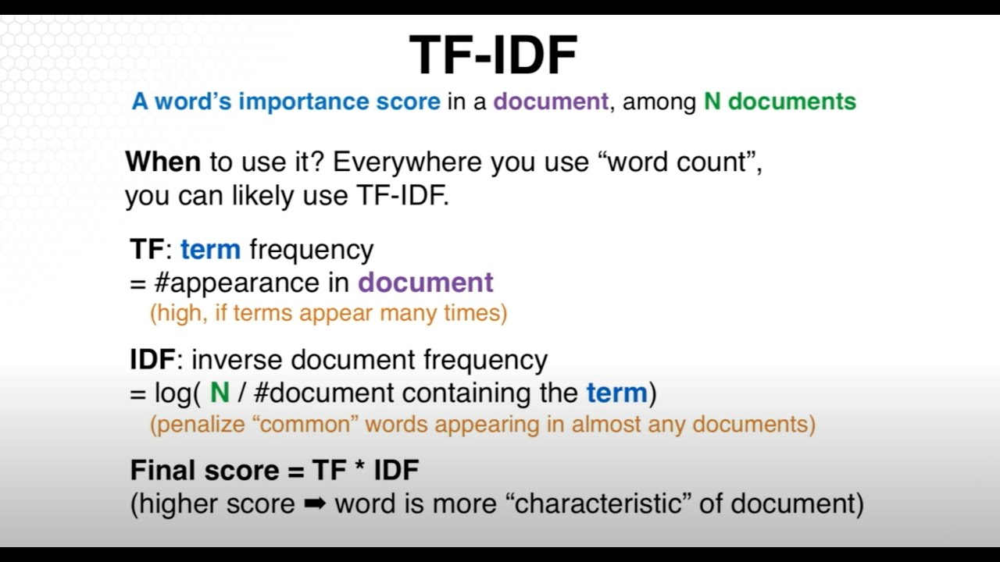 TF-IDF
A word’s importance score in a document, among N documents
When to use it? Everywhere you use “word count”,
you can likely use TF-IDF.
TF: term frequency
= #appearance in document
(high, if terms appear many times)
IDF: inverse document frequency
= log( N / #document containing the term)
(penalize “common” words appearing in almost any documents)
Final score = TF * IDF
(higher score ➡ word is more “characteristic” of document)